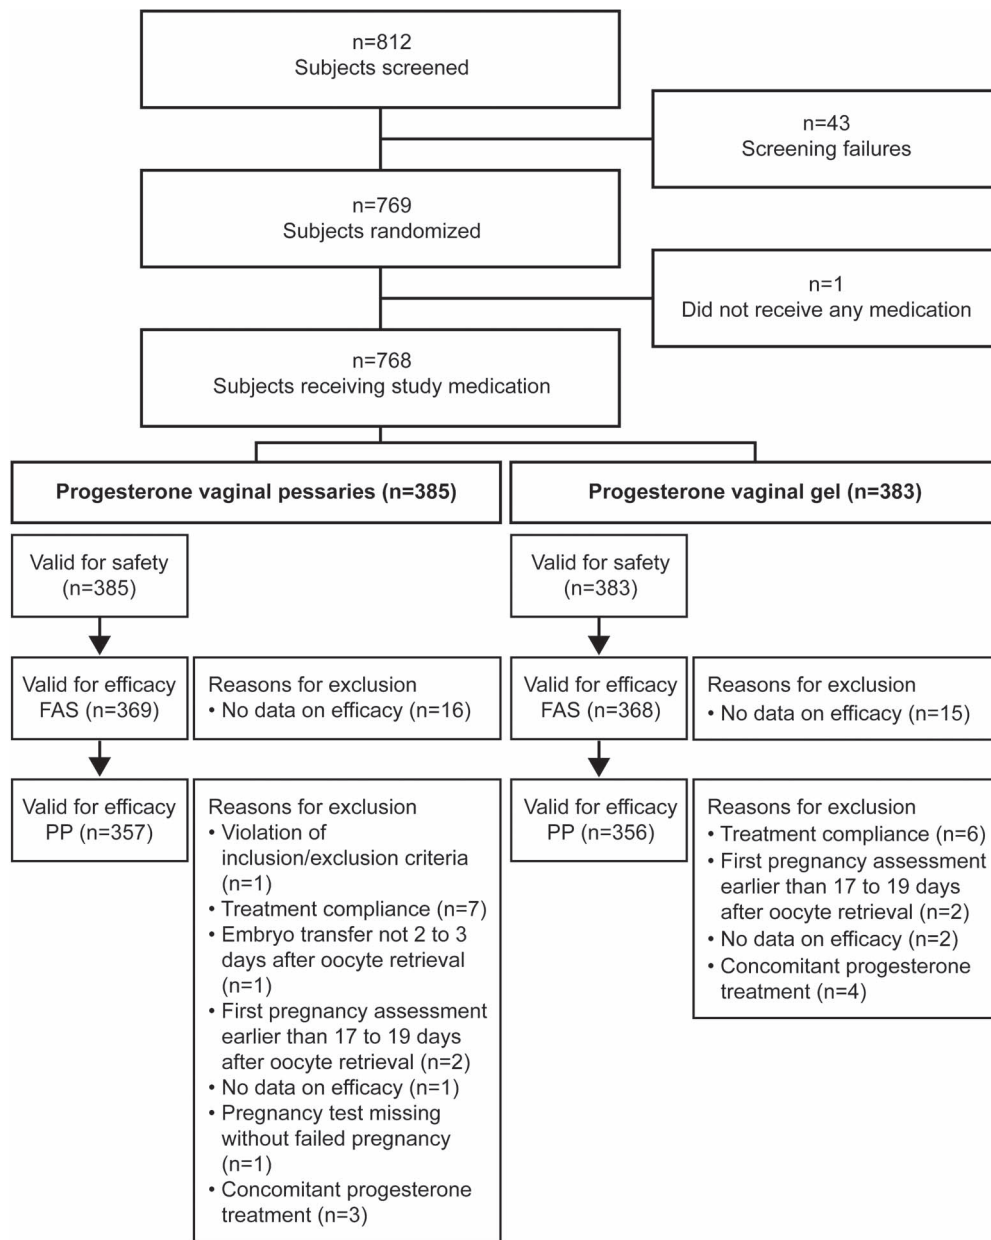 n=812
Subjects screened
n=43
Screening failures
n=769
Subjects randomized
n=1
Did not receive any medication
n=768
Subjects receiving study medication
Progesterone vaginal pessaries (n=385)
Valid for safety
(n=385)
Valid for efficacy
FAS (n=369)
Reasons for exclusion
• No data on efficacy (n=16)
Valid for efficacy
PP (n=357)
Reasons for exclusion
• Violation of
inclusion/exclusion criteria
(n=1)
• Treatment compliance (n=7)
• Embryo transfer not 2 to 3
days after oocyte retrieval
(n=1)
• First pregnancy assessment
earlier than 17 to 19 days
after oocyte retrieval (n=2)
• No data on efficacy (n=1)
• Pregnancy test missing
without failed pregnancy
(n=1)
• Concomitant progesterone
treatment (n=3)
Progesterone vaginal gel (n=383)
Valid for safety
(n=383)
Valid for efficacy
FAS (n=368)
Reasons for exclusion
• No data on efficacy (n=15)
Valid for efficacy
PP (n=356)
Reasons for exclusion
• Treatment compliance (n=6)
• First pregnancy assessment
earlier than 17 to 19 days
after oocyte retrieval (n=2)
• No data on efficacy (n=2)
• Concomitant progesterone
treatment (n=4)